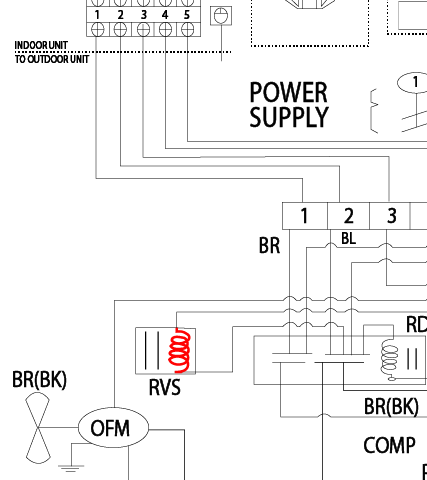 1 2 3 4 5
INDOOR UNIT
TO OUTDOOR UNIT
POWER
SUPPLY
1
1 2 3
BR
BL
RD
RVS
BR(BK)
BR(BK)
OFM
COMP